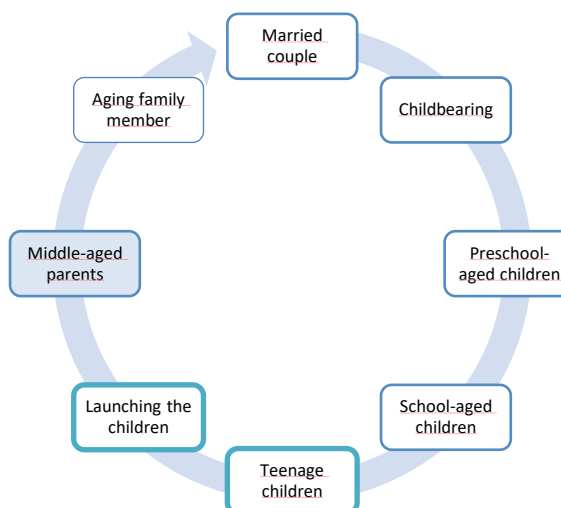 Married
couple
Childbearing
Preschool-
aged children
School-aged
children
Teenage
children
Launching the
children
Middle-aged
parents
Aging family
member